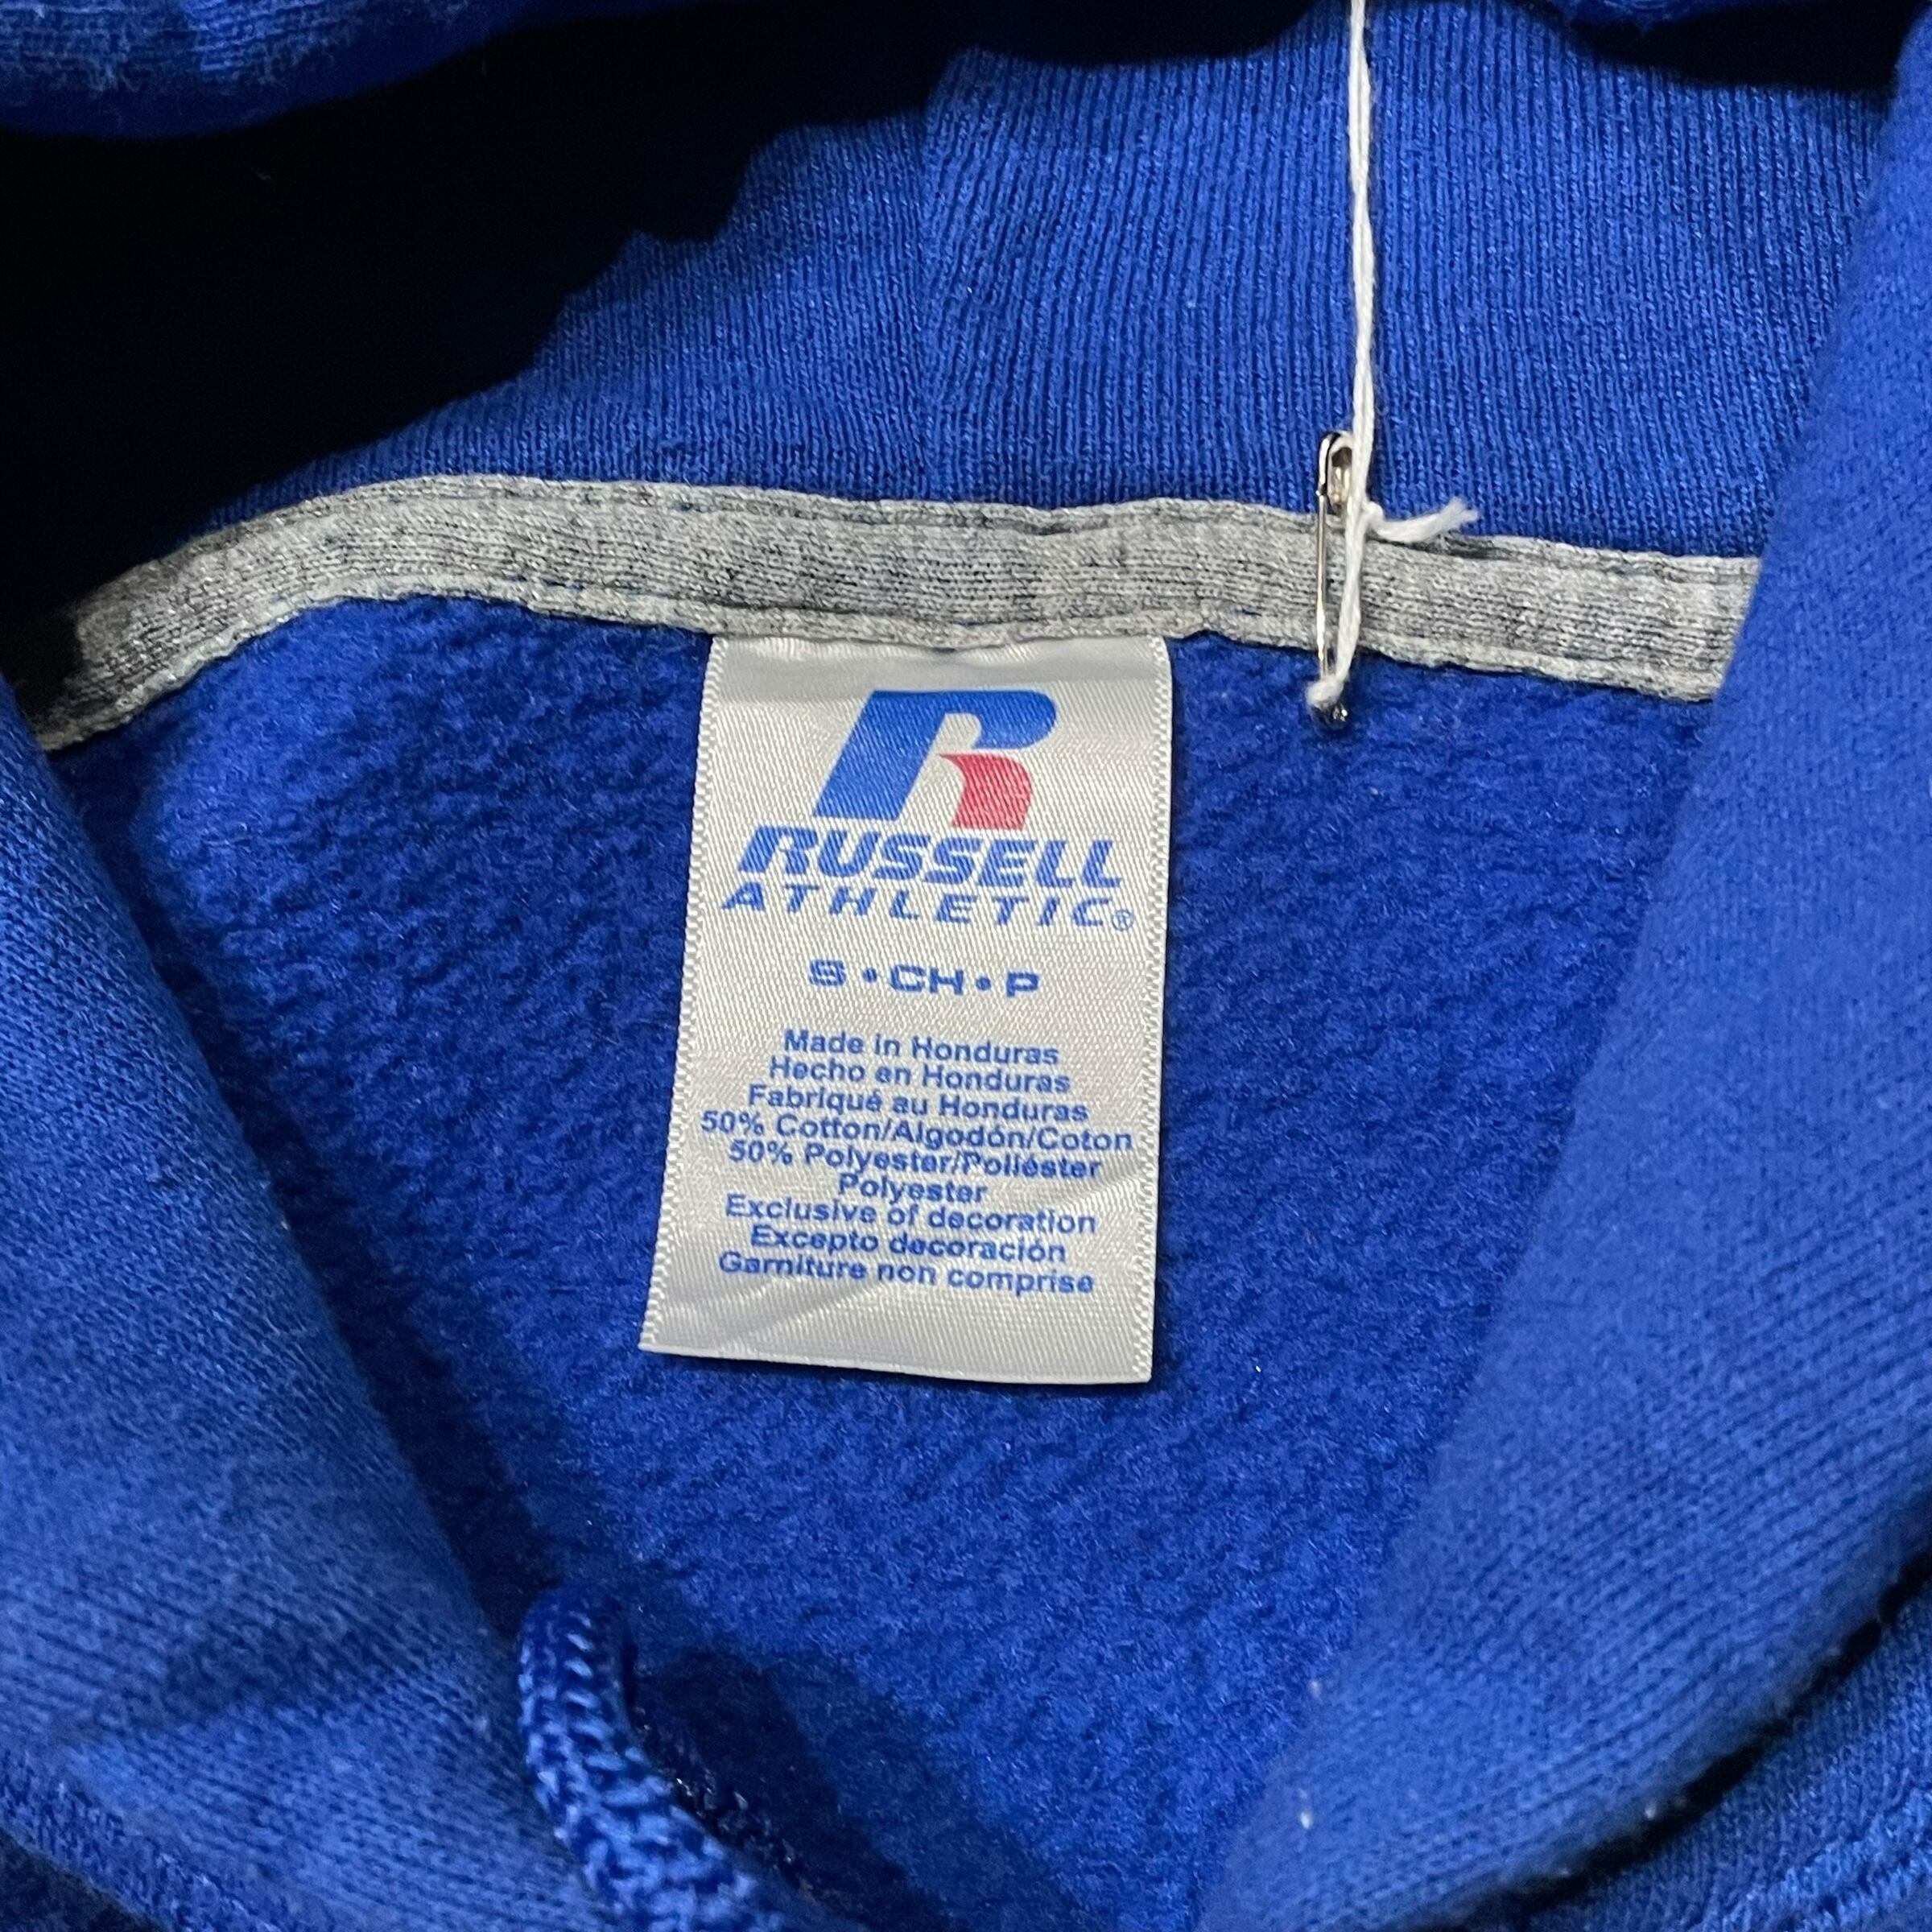 RUSSELL
ATHLETIC®
S • CH • P
Made in Honduras
Hecho en Honduras
Fabriqué au Honduras
50% Cotton/Algodón/Coton
50% Polyester/Poliéster
Polyester
Exclusive of decoration
Excepto decoración
Garniture non comprise